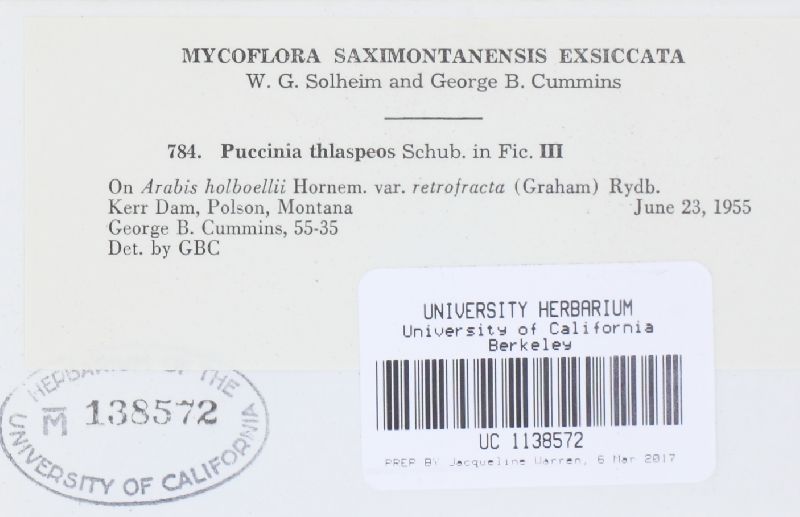 MYCOFLORA SAXIMONTANENSIS EXSICCATA
W. G. Solheim and George B. Cummins
784. Puccinia thlaspeos Schub. in Fic. III
On Arabis holboellii Hornem. var. retrofracta (Graham) Rydb.
Kerr Dam, Polson, Montana June 23, 1955
George B. Cummins, 55-35
Det. by GBC
UNIVERSITY HERBARIUM
University of California
Berkeley
UC 1138572
PREP BY Jacqueline Warren, 6 Mar 2017
HERBARIUM OF THE
M 138572
UNIVERSITY OF CALIFORNIA